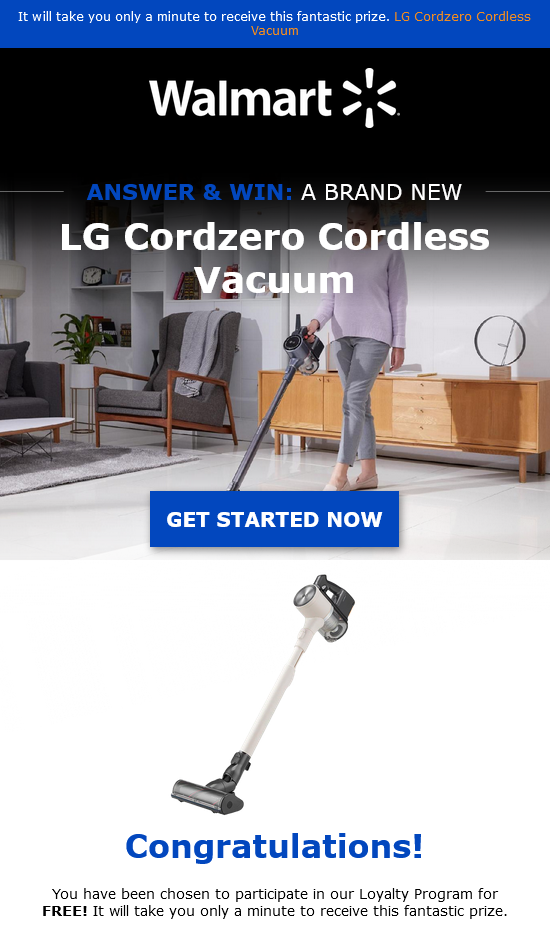 It will take you only a minute to receive this fantastic prize. LG Cordzero Cordless
Vacuum
Walmart
ANSWER & WIN: A BRAND NEW
LG Cordzero Cordless
Vacuum
GET STARTED NOW
Congratulations!
You have been chosen to participate in our Loyalty Program for
FREE! It will take you only a minute to receive this fantastic prize.